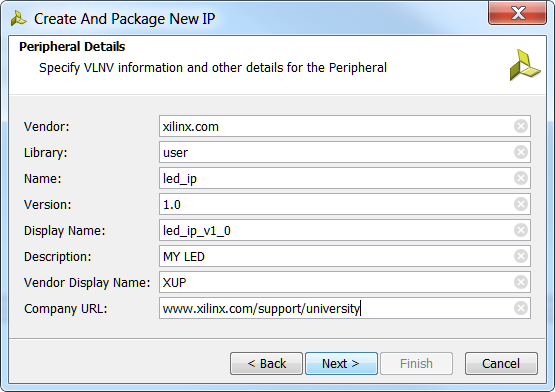 Create And Package New IP
Peripheral Details
Specify VLNV information and other details for the Peripheral
Vendor: xilinx.com
Library: user
Name: led_ip
Version: 1.0
Display Name: led_ip_v1_0
Description: MY LED
Vendor Display Name: XUP
Company URL: www.xilinx.com/support/university
< Back Next > Finish Cancel